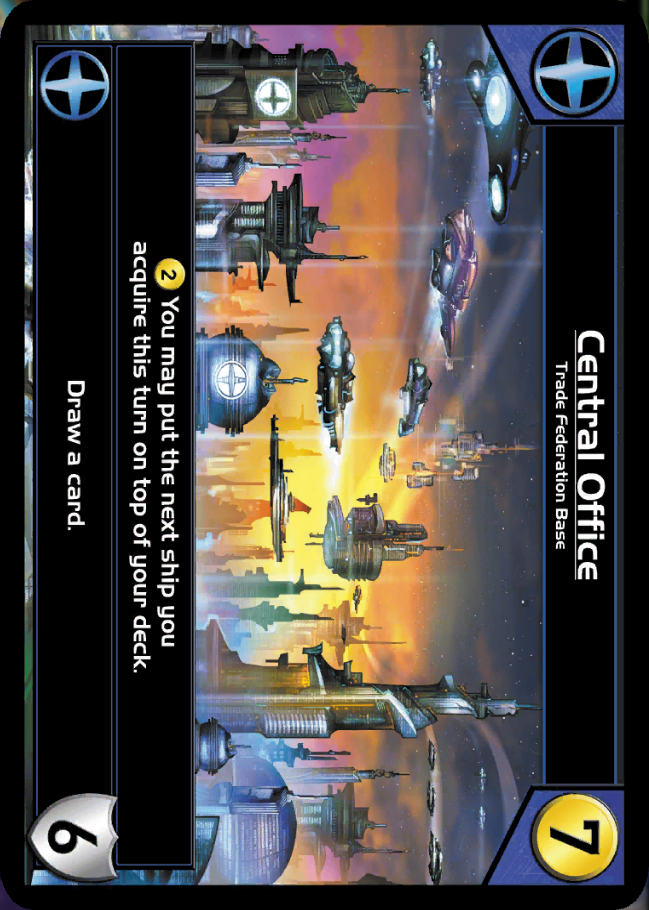 Central Office
Trade Federation Base
7
2 You may put the next ship you
acquire this turn on top of your deck.
Draw a card.
6